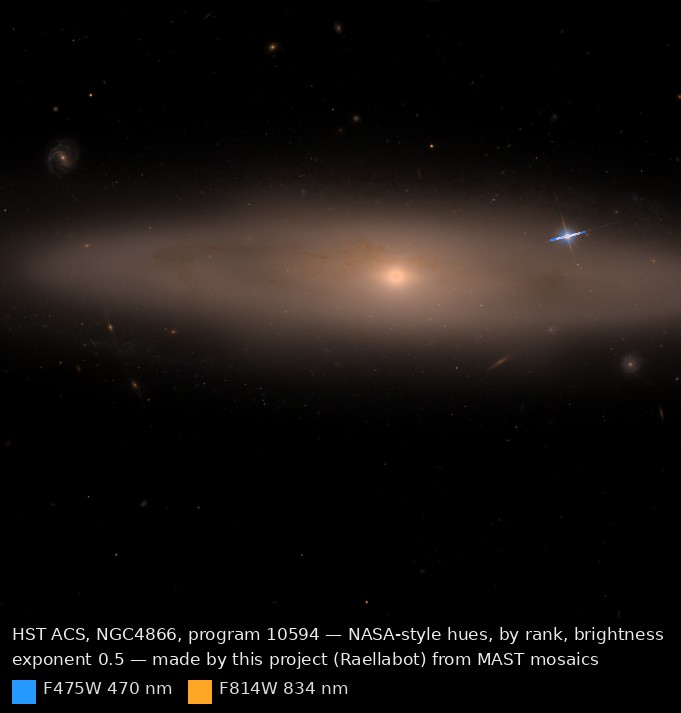 HST ACS, NGC4866, program 10594 — NASA-style hues, by rank, brightness
exponent 0.5 — made by this project (Raellabot) from MAST mosaics
F475W 470 nm F814W 834 nm